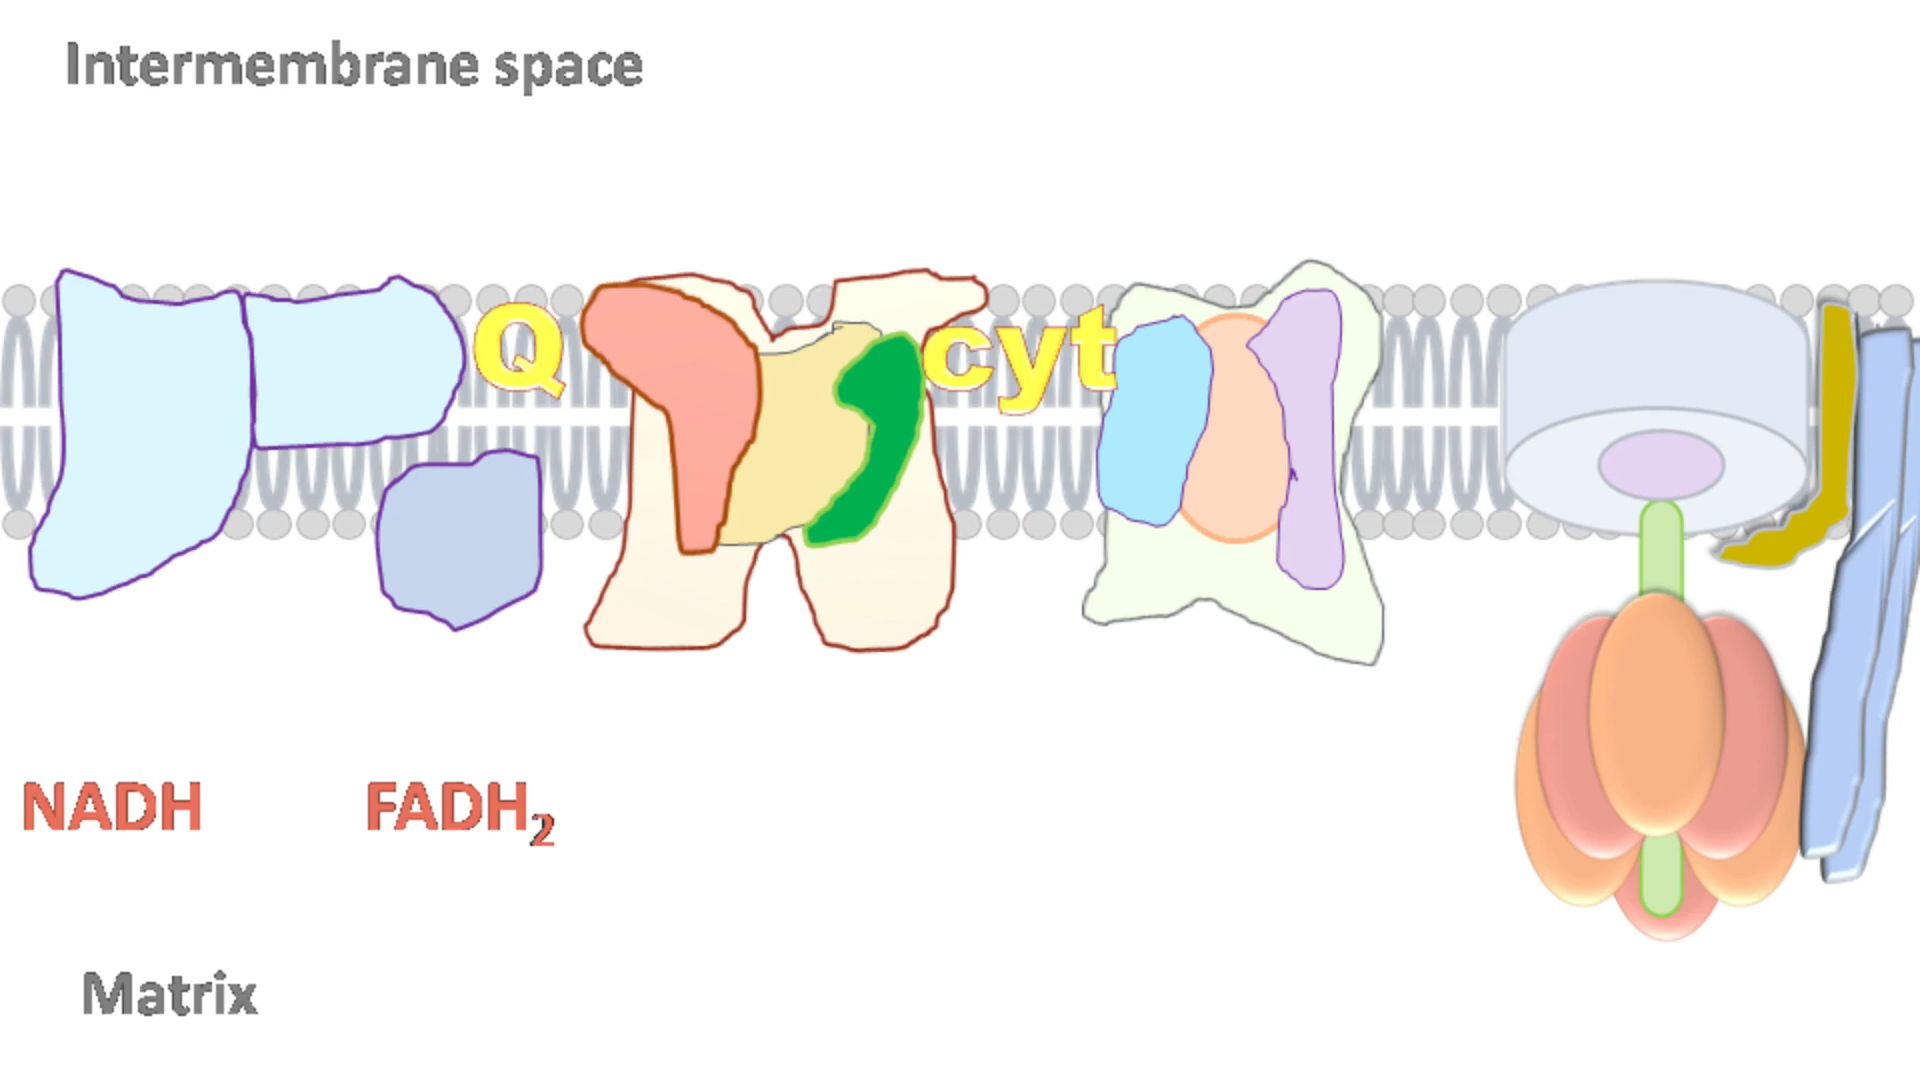 Intermembrane space
Q
cyt
NADH
FADH₂
Matrix